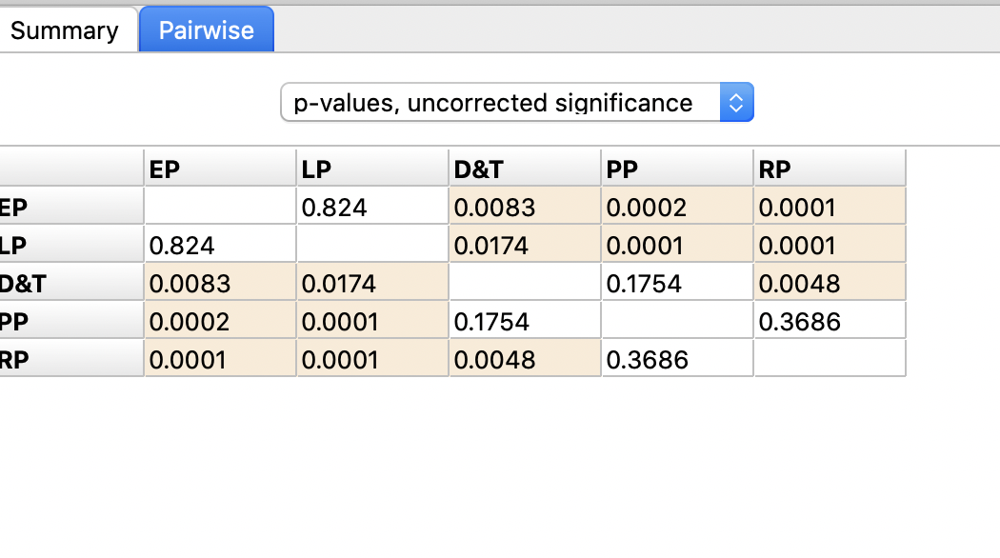 Summary Pairwise
p-values, uncorrected significance
EP LP D&T PP RP
EP 0.824 0.0083 0.0002 0.0001
LP 0.824 0.0174 0.0001 0.0001
D&T 0.0083 0.0174 0.1754 0.0048
PP 0.0002 0.0001 0.1754 0.3686
RP 0.0001 0.0001 0.0048 0.3686